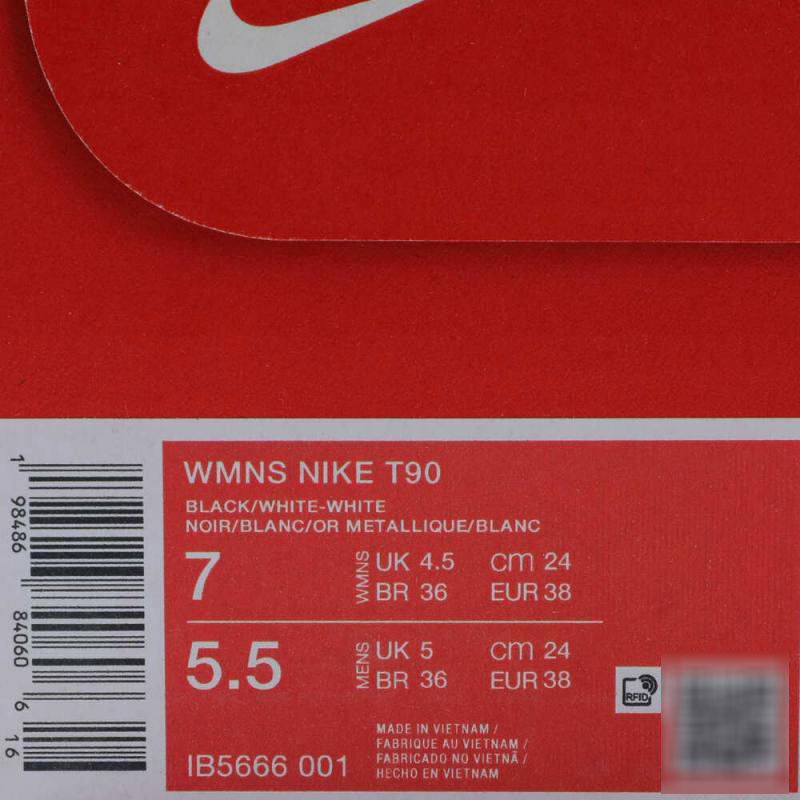 WMNS NIKE T90
BLACK/WHITE-WHITE
NOIR/BLANC/OR METALLIQUE/BLANC
7 WMNS UK 4.5 cm 24
BR 36 EUR 38
5.5 MENS UK 5 cm 24
BR 36 EUR 38
IB5666 001
MADE IN VIETNAM /
FABRIQUE AU VIETNAM /
FABRICADO NO VIETNÃ /
HECHO EN VIETNAM
RFID
1 98486 84060 6 16